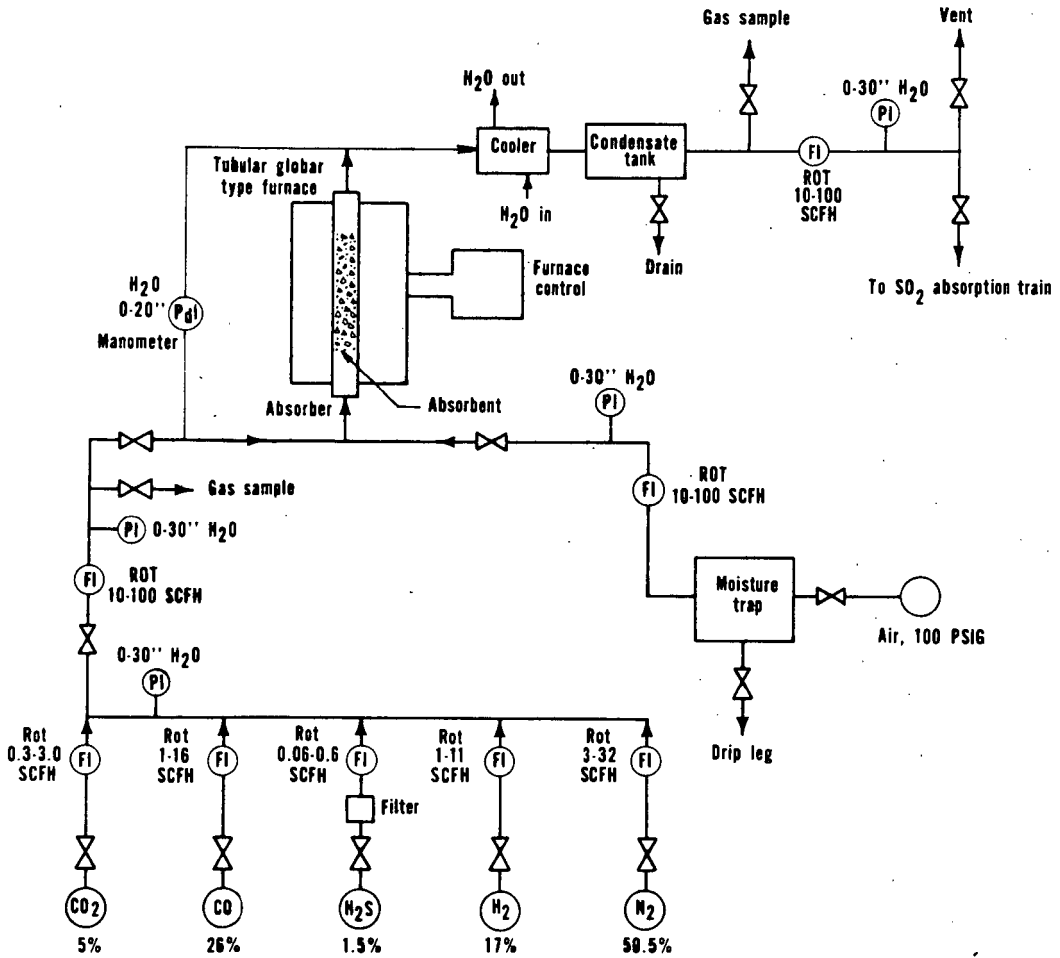 Gas sample
Vent
H2O out
0-30'' H2O
PI
Cooler
Condensate
tank
FI
ROT
10-100
SCFH
Tubular globar
type furnace
H2O in
Drain
To SO2 absorption train
Furnace
control
H2O
0-20''
PdI
Manometer
Absorber
Absorbent
0-30'' H2O
PI
Gas sample
ROT
10-100 SCFH
FI
PI
0-30'' H2O
FI
ROT
10-100 SCFH
Moisture
trap
Air, 100 PSIG
0-30'' H2O
PI
Drip leg
Rot
0.3-3.0
SCFH
FI
Rot
1-16
SCFH
FI
Rot
0.06-0.6
SCFH
FI
Rot
1-11
SCFH
FI
Rot
3-32
SCFH
FI
Filter
CO2
CO
H2S
H2
N2
5%
26%
1.5%
17%
50.5%